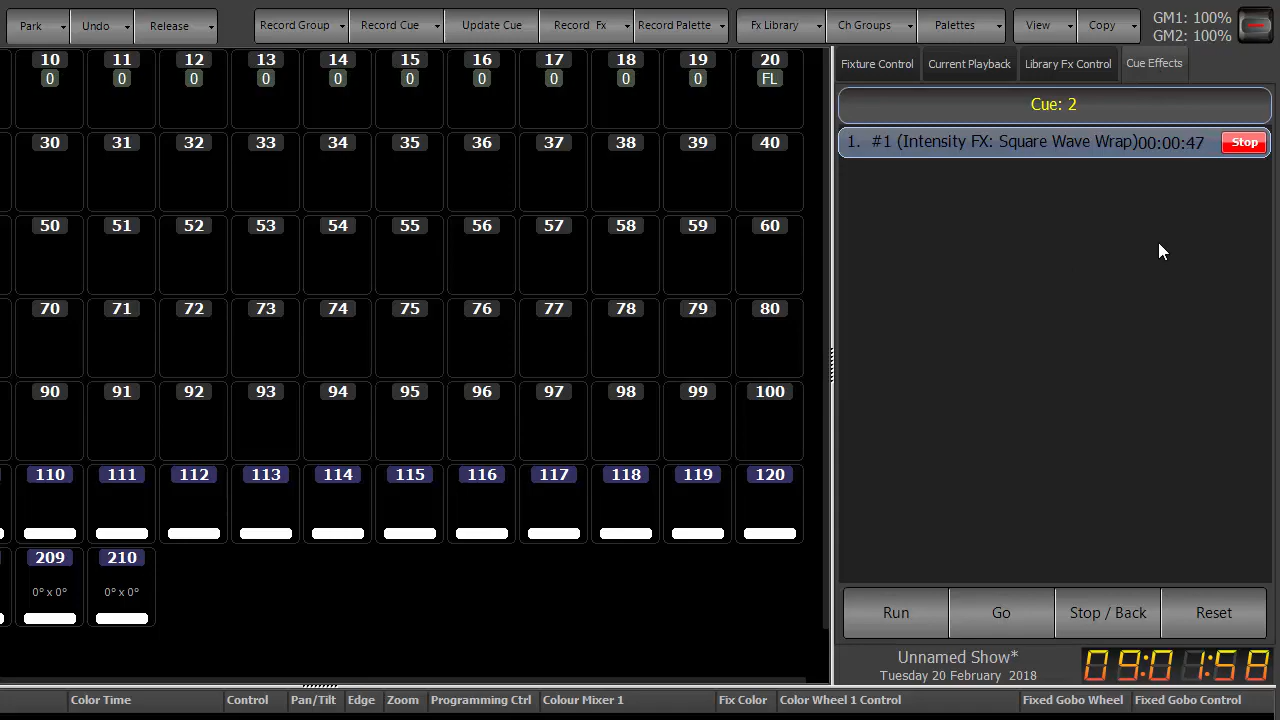 Park Undo Release Record Group Record Cue Update Cue cord Fx Record Palette Fx Library Ch Groups Palettes View Copy GM1: 100%
GM2: 100%
Fixture Control Current Playback Library Fx Control Cue Effects
Cue: 2
1. #1 (Intensity FX: Square Wave Wrap)00:00:47 Stop
10 11 12 13 14 15 16 17 18 19 20
0 0 0 0 0 0 0 0 0 0 FL
30 31 32 33 34 35 36 37 38 39 40
50 51 52 53 54 55 56 57 58 59 60
70 71 72 73 74 75 76 77 78 79 80
90 91 92 93 94 95 96 97 98 99 100
110 111 112 113 114 115 116 117 118 119 120
209 210
0° x 0° 0° x 0°
Run Go Stop / Back Reset
Unnamed Show*
Tuesday 20 February 2018
09:01:58
Color Time Control Pan/Tilt Edge Zoom Programming Ctrl Colour Mixer 1 Fix Color Color Wheel 1 Control Fixed Gobo Wheel Fixed Gobo Control